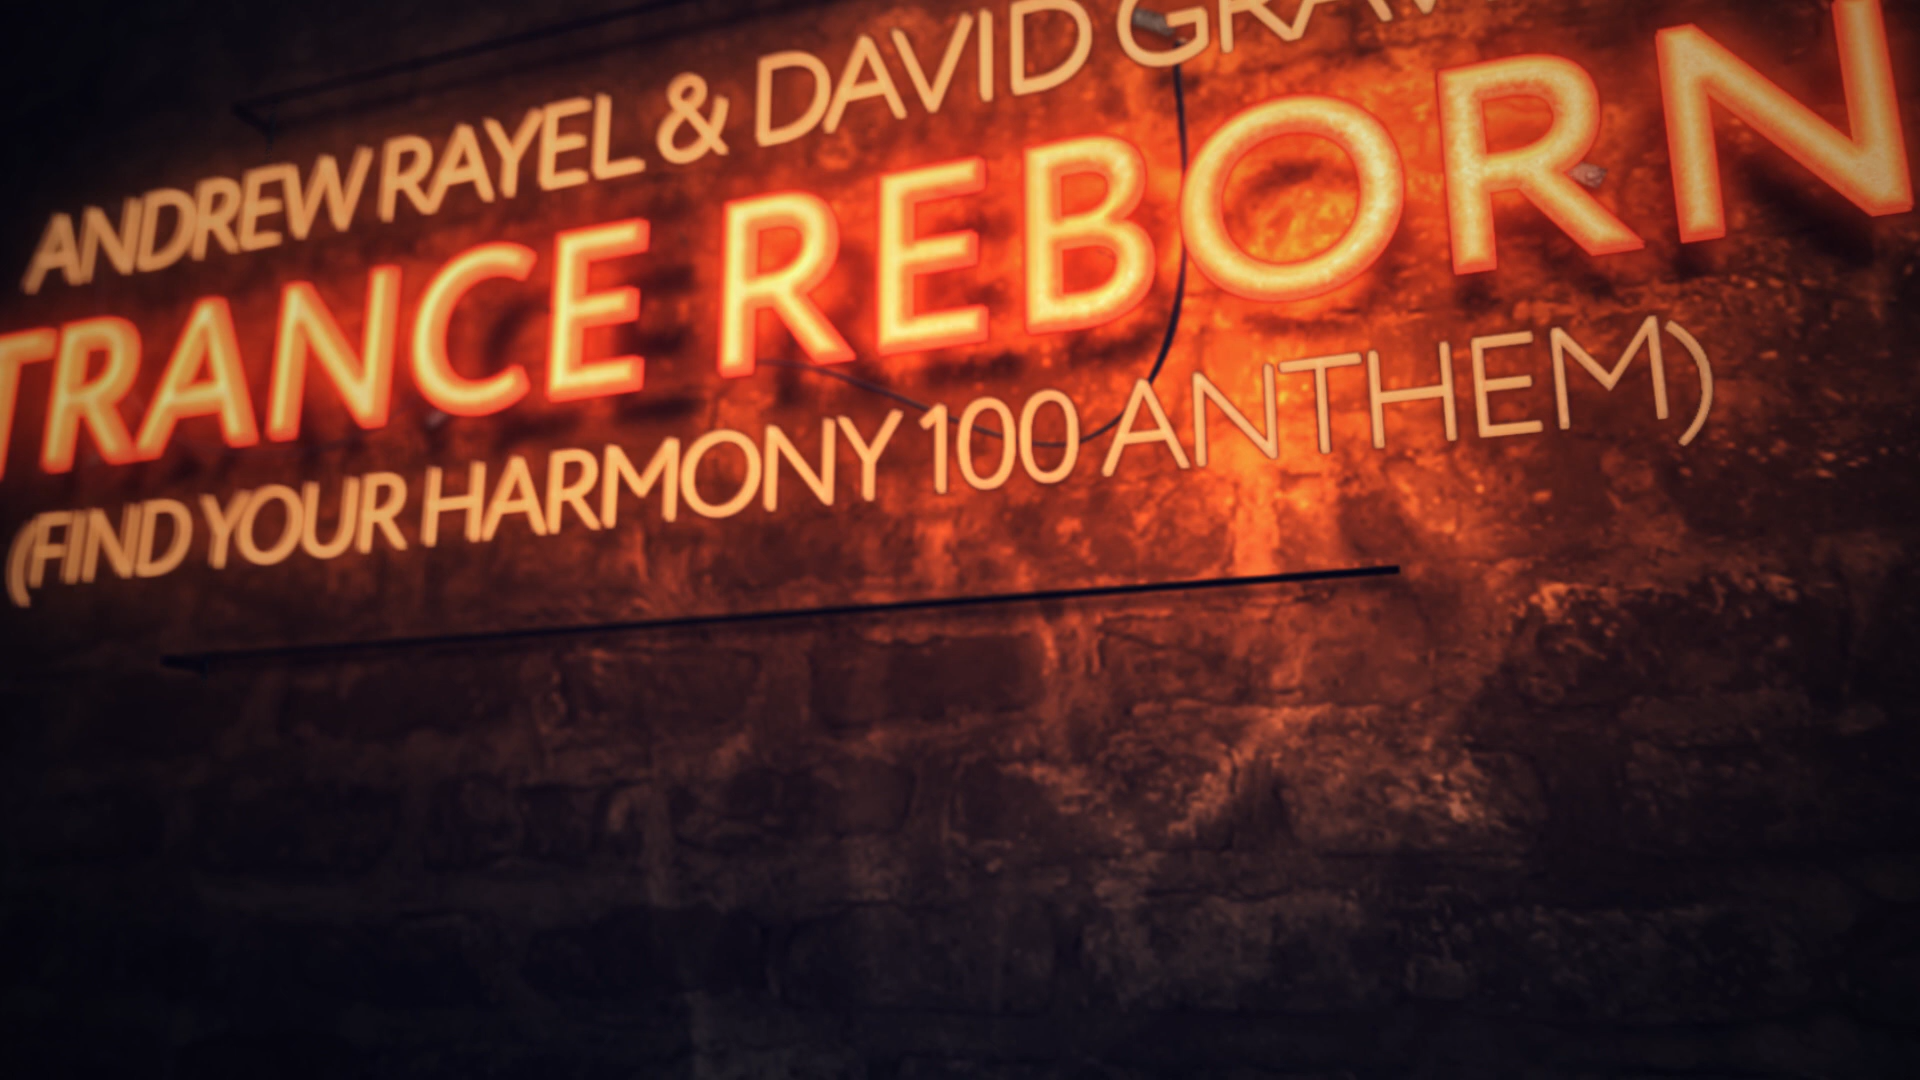 ANDREW RAYEL & DAVID
TRANCE REBORN
(FIND YOUR HARMONY 100 ANTHEM)